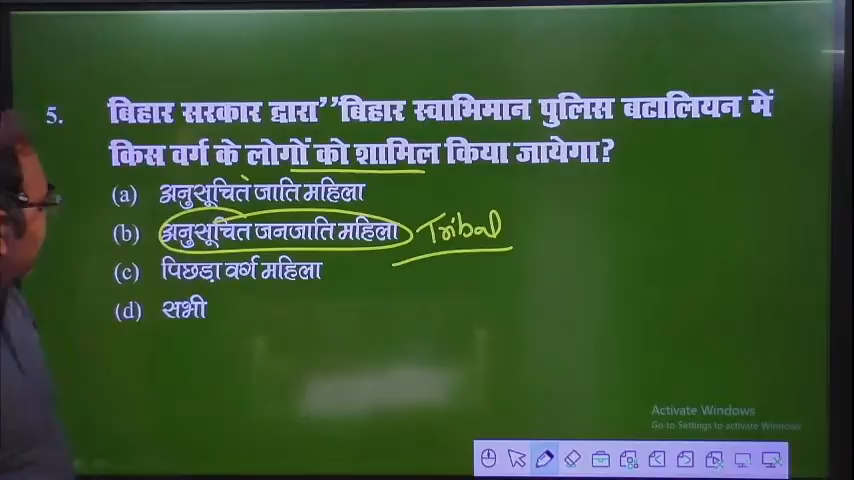 5. बिहार सरकार द्वारा’’बिहार स्वाभिमान पुलिस बटालियन में
किस वर्ग के लोगों को शामिल किया जायेगा?
(a) अनुसूचित जाति महिला
(b) अनुसूचित जनजाति महिला Tribal
(c) पिछड़ा वर्ग महिला
(d) सभी
Activate Windows
Go to Settings to activate Windows